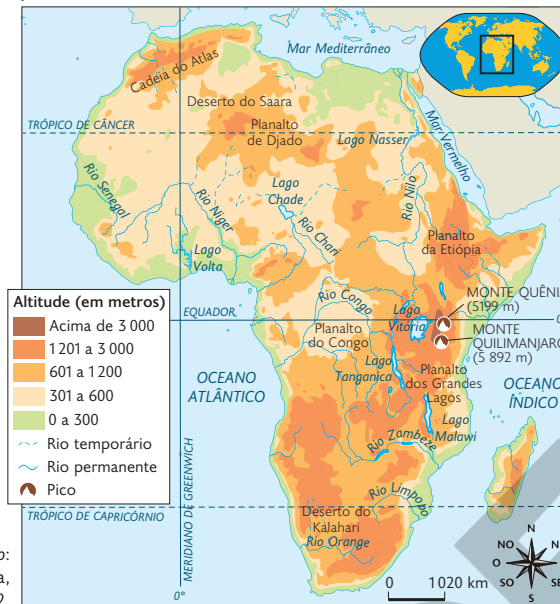 Mar Mediterrâneo
Cadeia do Atlas
Deserto do Saara
TRÓPICO DE CÂNCER
Planalto
de Djado
Lago Nasser
Mar Vermelho
Rio Senegal
Rio Níger
Lago
Chade
Rio Chari
Rio Nilo
Planalto
da Etiópia
Lago
Volta
Altitude (em metros)
Acima de 3 000
1 201 a 3 000
601 a 1 200
301 a 600
0 a 300
Rio temporário
Rio permanente
Pico
EQUADOR
Rio Congo
Planalto
do Congo
Lago
Vitória
MONTE QUÊNI
(5199 m)
0
MONTE
QUILIMANJARO
(5 892 m)
Lago
Tanganica
Planalto
dos Grandes
Lagos
OCEANO
ATLÂNTICO
OCEANO
ÍNDICO
Lago
Malawi
Rio Zambeze
MERIDIANO DE GREENWICH
Rio Limpopo
TRÓPICO DE CAPRICÓRNIO
Deserto do
Kalahari
Rio Orange
0°
0 1020 km
N
NO
O
SO
S
SE